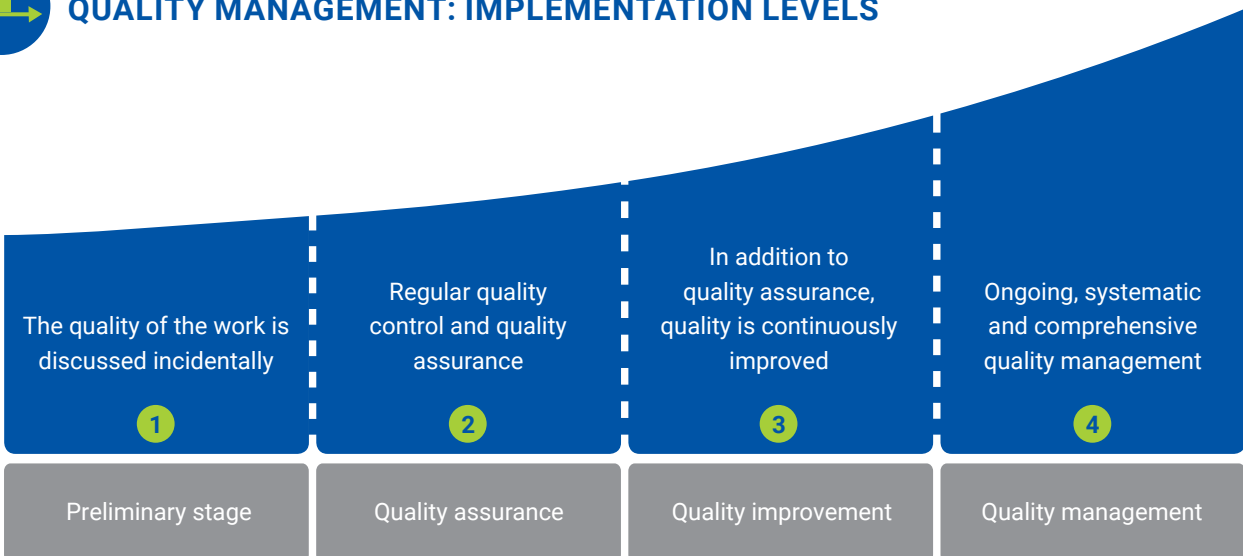 QUALITY MANAGEMENT: IMPLEMENTATION LEVELS
The quality of the work is
discussed incidentally
1
Regular quality
control and quality
assurance
2
In addition to
quality assurance,
quality is continuously
improved
3
Ongoing, systematic
and comprehensive
quality management
4
Preliminary stage
Quality assurance
Quality improvement
Quality management